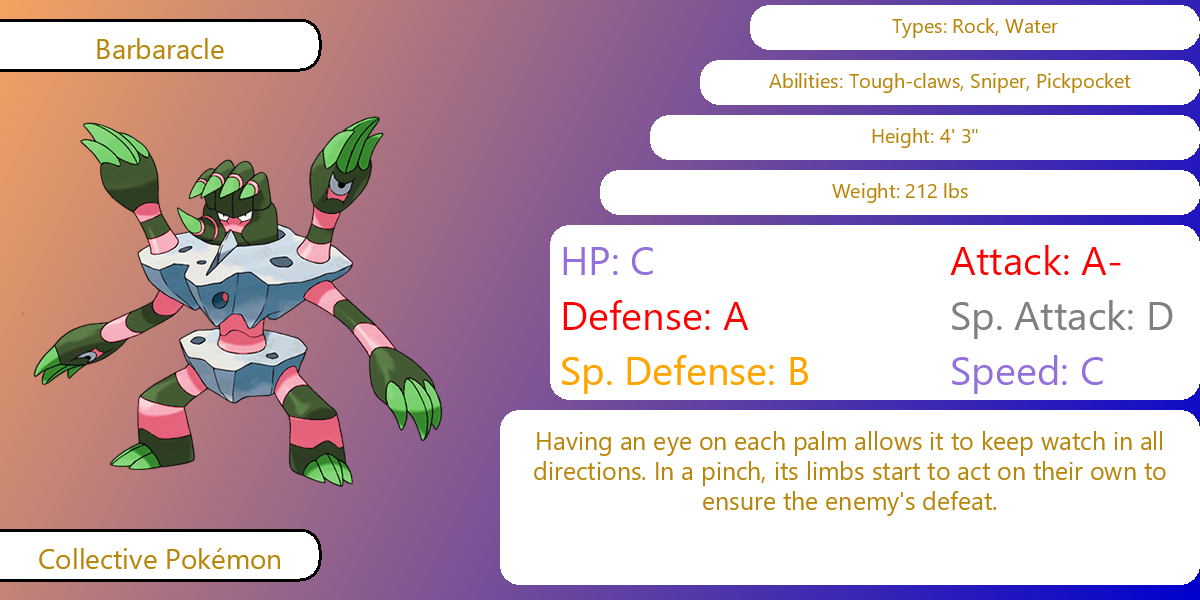 Barbaracle
Types: Rock, Water
Abilities: Tough-claws, Sniper, Pickpocket
Height: 4' 3"
Weight: 212 lbs
HP: C
Attack: A-
Defense: A
Sp. Attack: D
Sp. Defense: B
Speed: C
Having an eye on each palm allows it to keep watch in all
directions. In a pinch, its limbs start to act on their own to
ensure the enemy's defeat.
Collective Pokémon